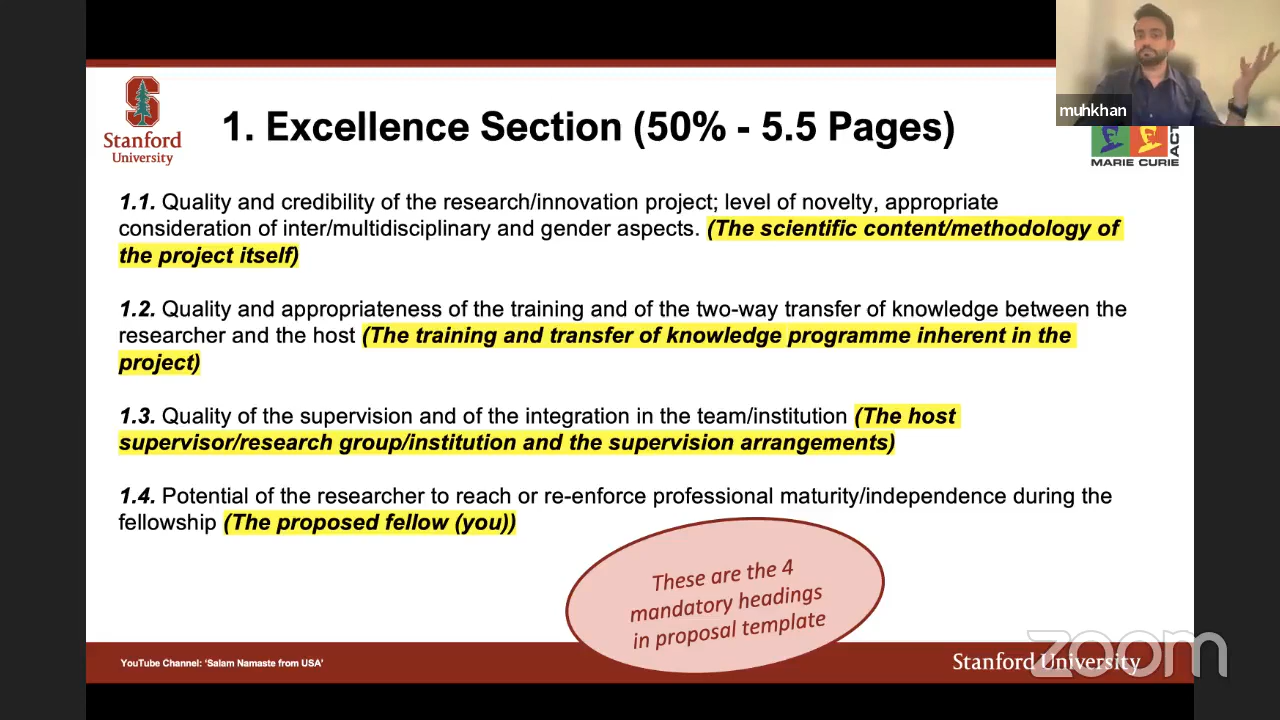 muhkhan
Stanford
University
1. Excellence Section (50% - 5.5 Pages)
MARIE CURIE
ACT
1.1. Quality and credibility of the research/innovation project; level of novelty, appropriate
consideration of inter/multidisciplinary and gender aspects. (The scientific content/methodology of
the project itself)
1.2. Quality and appropriateness of the training and of the two-way transfer of knowledge between the
researcher and the host (The training and transfer of knowledge programme inherent in the
project)
1.3. Quality of the supervision and of the integration in the team/institution (The host
supervisor/research group/institution and the supervision arrangements)
1.4. Potential of the researcher to reach or re-enforce professional maturity/independence during the
fellowship (The proposed fellow (you))
These are the 4
mandatory headings
in proposal template
YouTube Channel: 'Salam Namaste from USA'
Stanford University
zoom